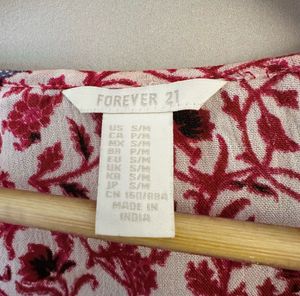 FOREVER 21
US S/M
CA P/M
MX S/M
BR P/M
EU S/M
UK S/M
KR S/M
JP S/M
CN 160/88A
MADE IN
INDIA